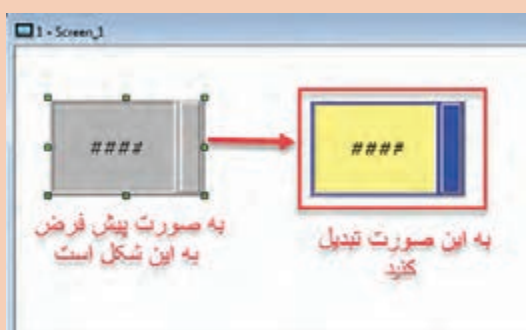 1 - Screen_1
####
####
به صورت پیش فرض
به این شکل است
به این صورت تبدیل
کنید